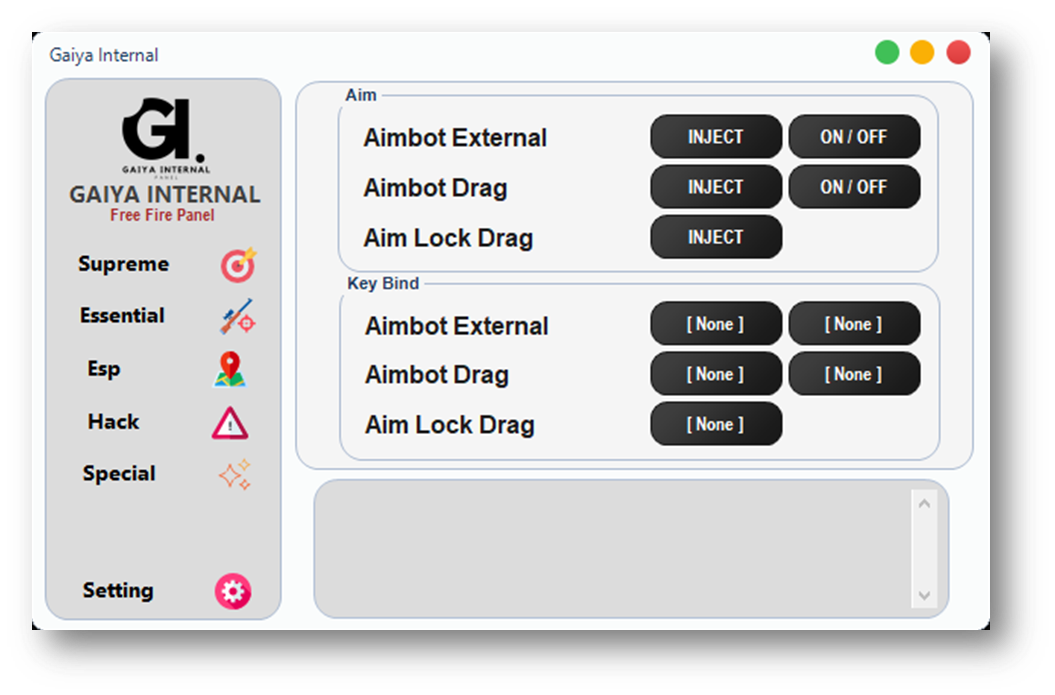 Gaiya Internal
GI.
GAIYA INTERNAL
PANEL
GAIYA INTERNAL
Free Fire Panel
Supreme
Essential
Esp
Hack
Special
Setting
Aim
Aimbot External INJECT ON / OFF
Aimbot Drag INJECT ON / OFF
Aim Lock Drag INJECT
Key Bind
Aimbot External [ None ] [ None ]
Aimbot Drag [ None ] [ None ]
Aim Lock Drag [ None ]